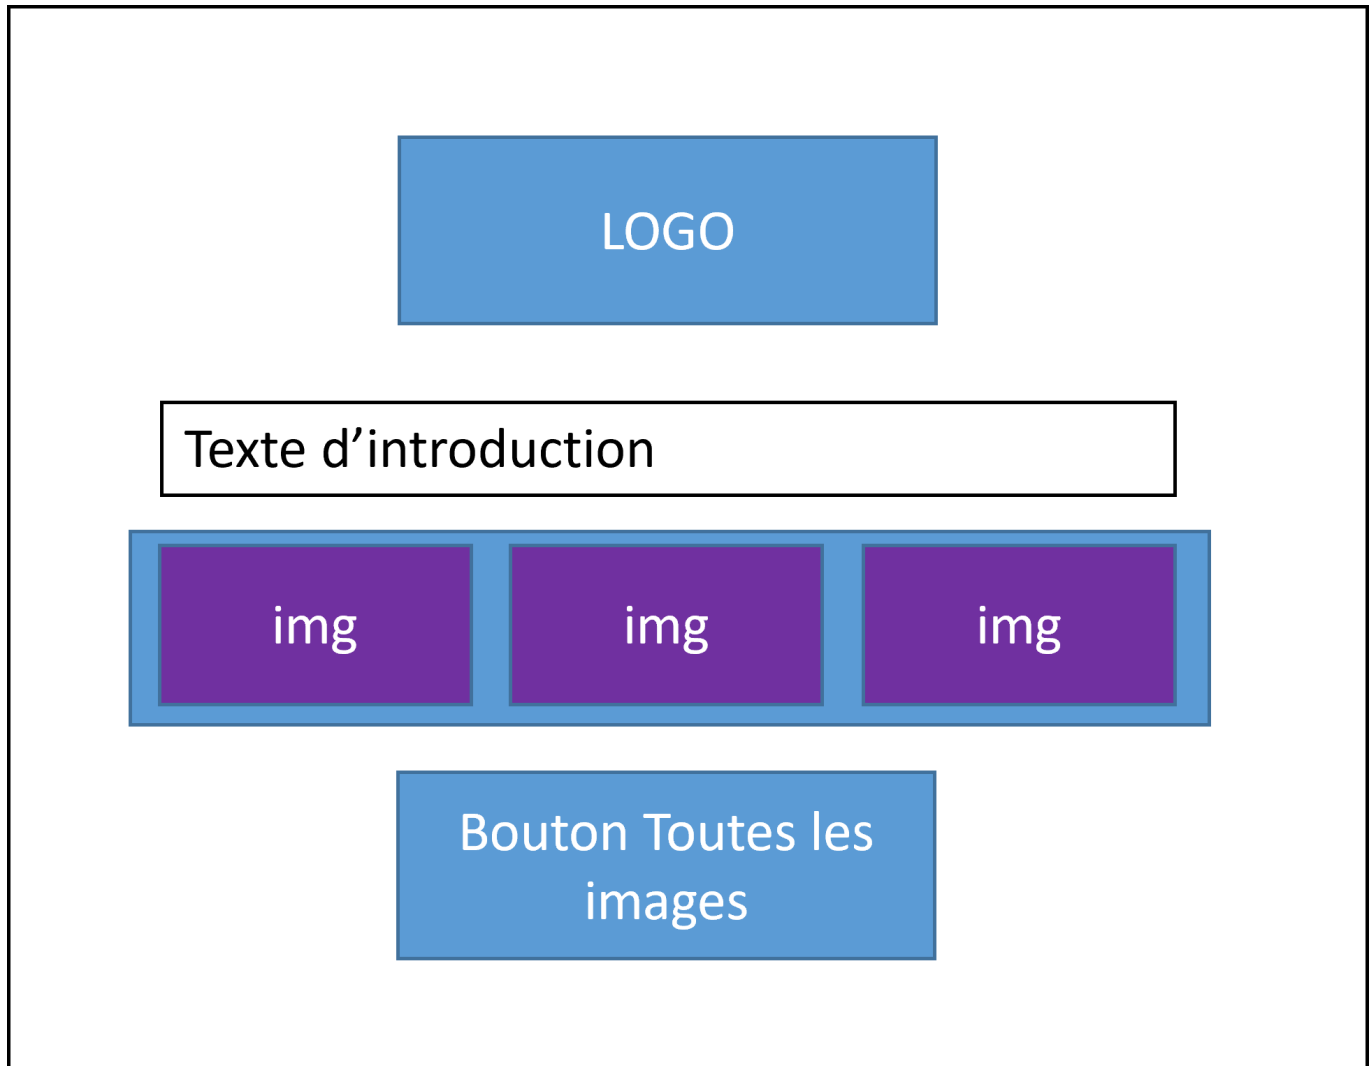 LOGO
Texte d’introduction
img img img
Bouton Toutes les
images